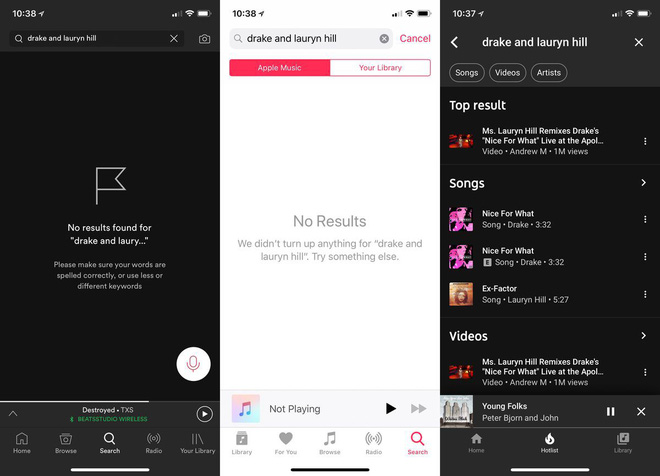 10:38
drake and lauryn hill
No results found for
"drake and laury..."
Please make sure your words are
spelled correctly, or use less or
different keywords
Destroyed • TXS
BEATSSTUDIO WIRELESS
Home
Browse
Search
Radio
Your Library
10:38
drake and lauryn hill
Cancel
Apple Music
Your Library
No Results
We didn't turn up anything for "drake and
lauryn hill". Try something else.
Not Playing
Library
For You
Browse
Radio
Search
10:37
drake and lauryn hill
Songs
Videos
Artists
Top result
Ms. Lauryn Hill Remixes Drake's
"Nice For What" Live at the Apol...
Video • Andrew M • 1M views
Songs
Nice For What
Song • Drake • 3:32
Nice For What
E Song • Drake • 3:32
Ex-Factor
Song • Lauryn Hill • 5:27
Videos
Ms. Lauryn Hill Remixes Drake's
"Nice For What" Live at the Apol...
Video • Andrew M • 1M views
Young Folks
Peter Bjorn and John
Home
Hotlist
Library